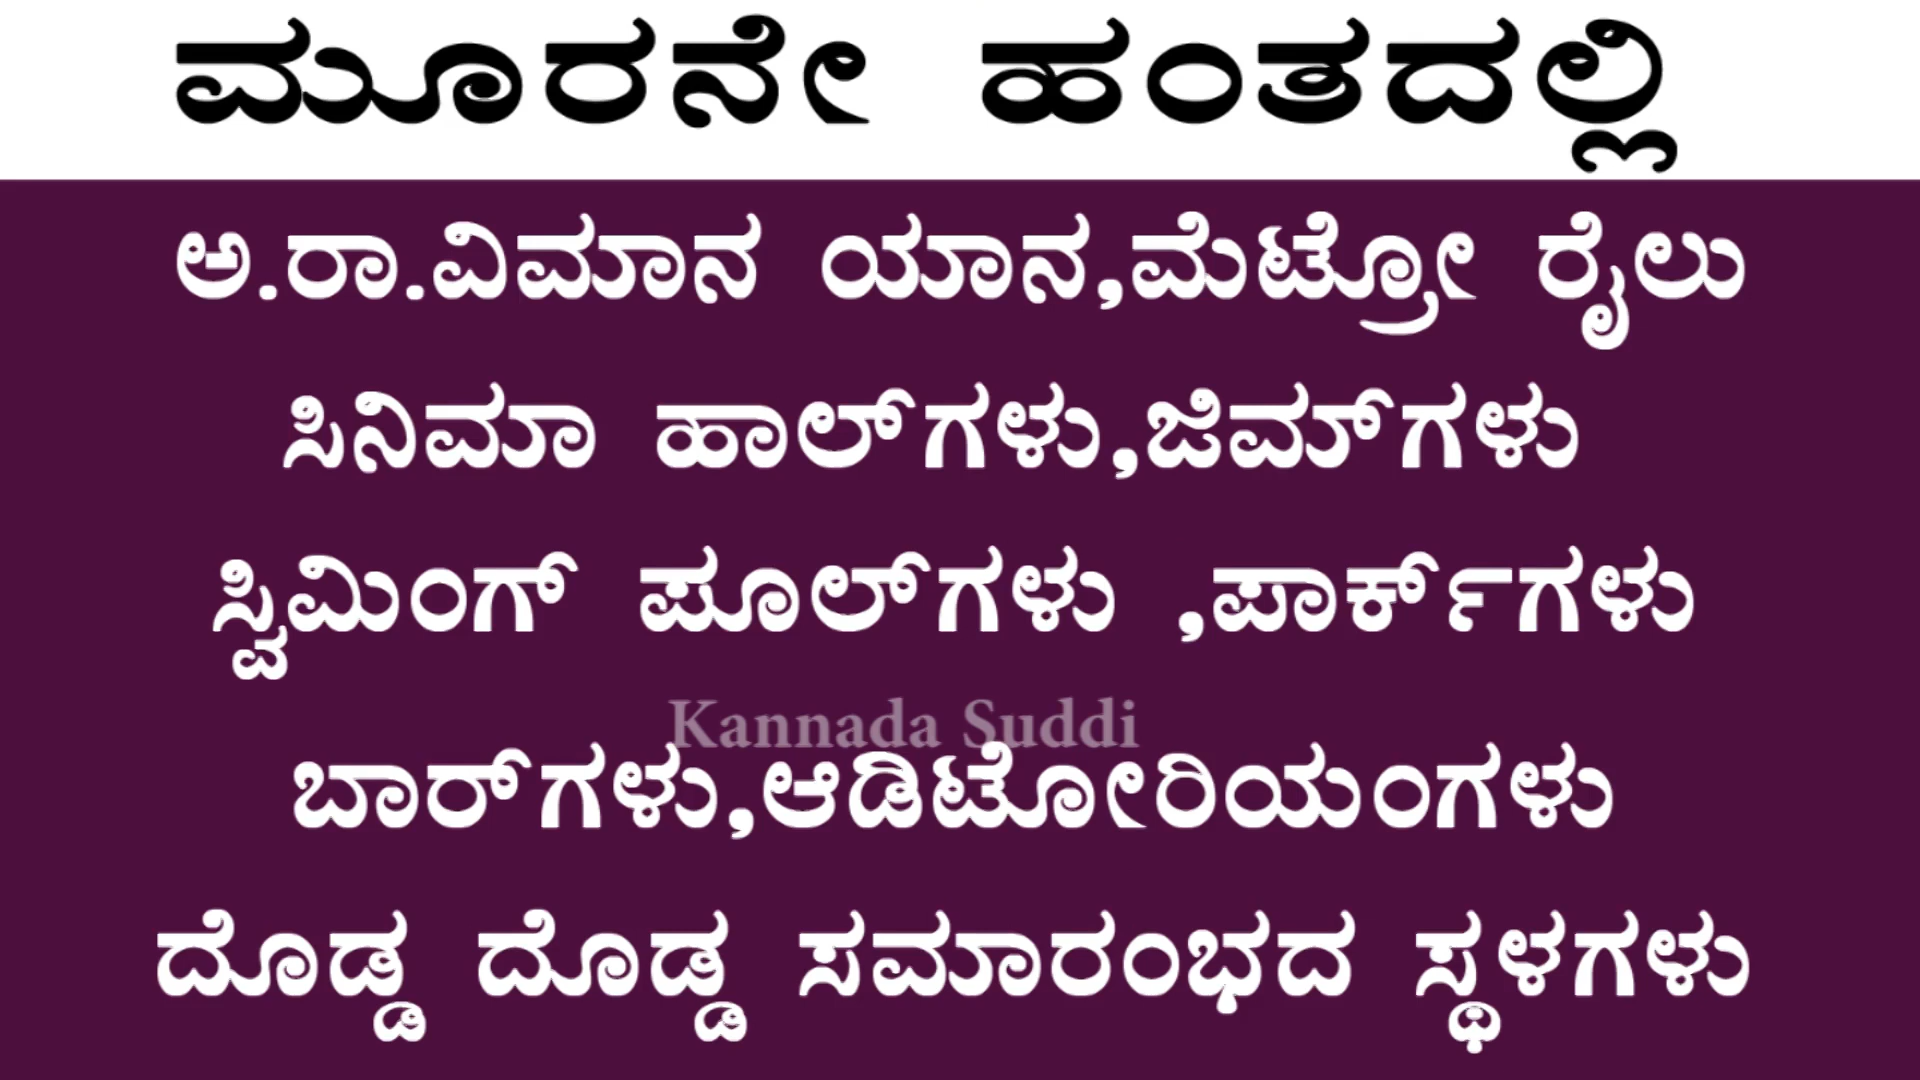 ಮೂರನೇ ಹಂತದಲ್ಲಿ
ಅ.ರಾ.ವಿಮಾನ ಯಾನ,ಮೆಟ್ರೋ ರೈಲು
ಸಿನಿಮಾ ಹಾಲ್‌ಗಳು,ಜಿಮ್‌ಗಳು
ಸ್ವಿಮಿಂಗ್ ಪೂಲ್‌ಗಳು ,ಪಾರ್ಕ್‌ಗಳು
Kannada Suddi
ಬಾರ್‌ಗಳು,ಆಡಿಟೋರಿಯಂಗಳು
ದೊಡ್ಡ ದೊಡ್ಡ ಸಮಾರಂಭದ ಸ್ಥಳಗಳು